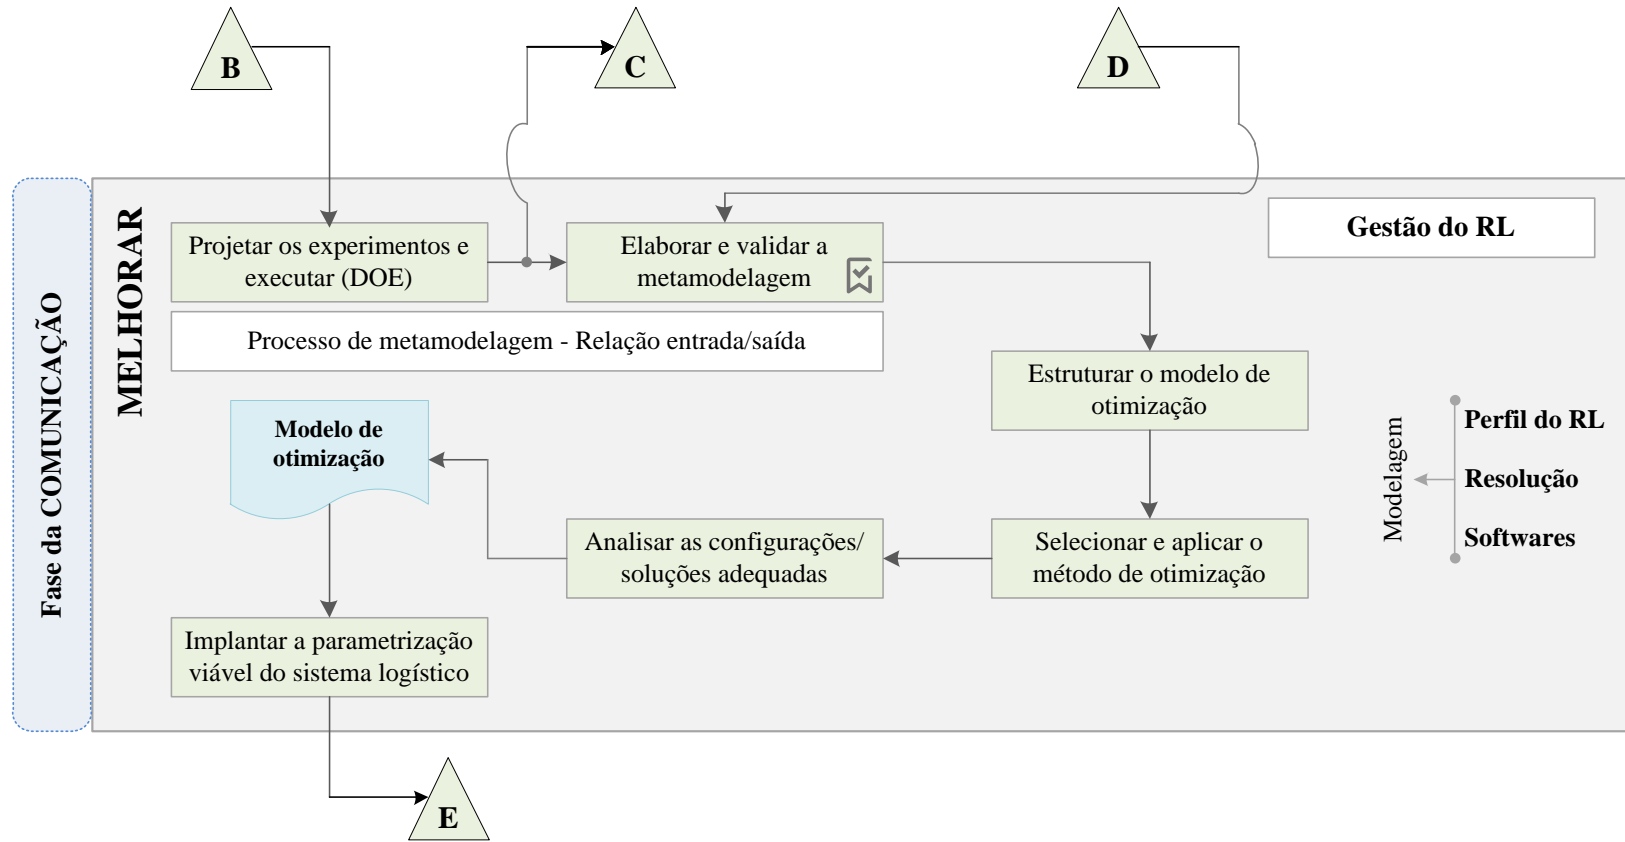 B
C
D
Fase da COMUNICAÇÃO
MELHORAR
Projetar os experimentos e
executar (DOE)
Elaborar e validar a
metamodelagem
Gestão do RL
Processo de metamodelagem - Relação entrada/saída
Estruturar o modelo de
otimização
Modelo de
otimização
Modelagem
Perfil do RL
Resolução
Softwares
Analisar as configurações/
soluções adequadas
Selecionar e aplicar o
método de otimização
Implantar a parametrização
viável do sistema logístico
E